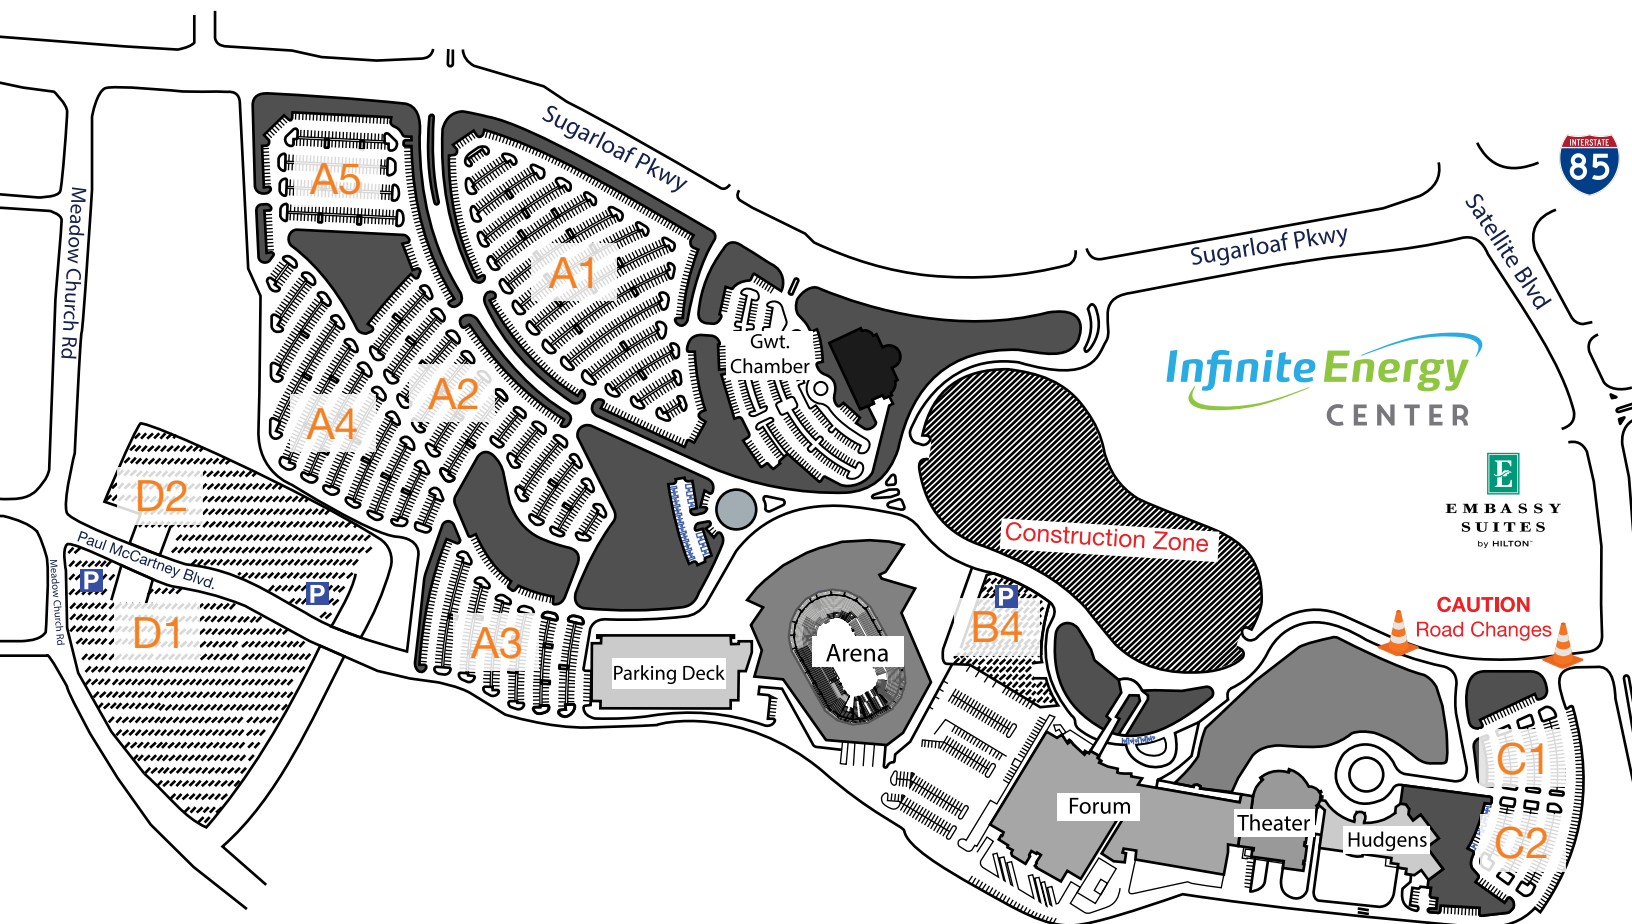 Sugarloaf Pkwy
INTERSTATE
85
A5
Meadow Church Rd
Satellite Blvd
Sugarloaf Pkwy
A1
Gwt.
Chamber
Infinite Energy
CENTER
A2
A4
D2
E
EMBASSY
SUITES
by HILTON™
Construction Zone
Paul McCartney Blvd.
P
P
P
Meadow Church Rd
D1
A3
B4
CAUTION
Road Changes
Arena
Parking Deck
C1
Forum
Theater
Hudgens
C2